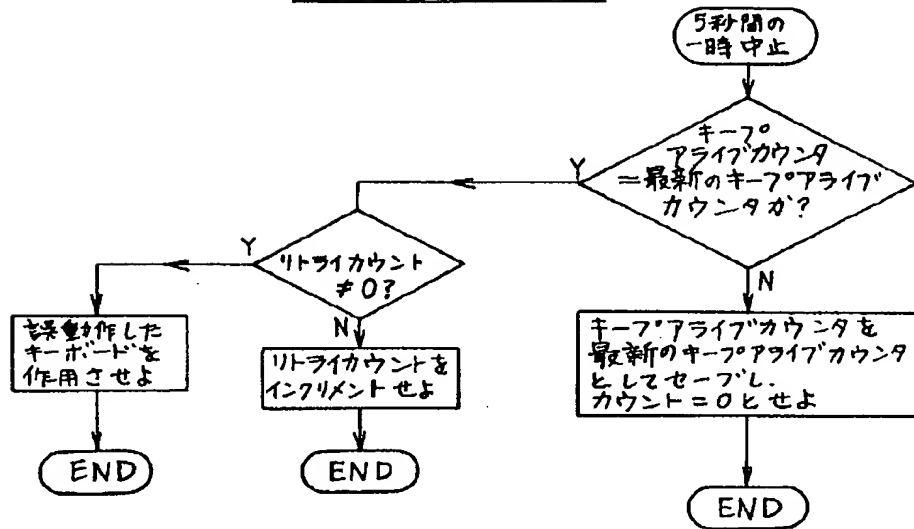 5秒間の
一時中止
キープ
アライブカウンタ
=最新のキープアライブ
カウンタか?
Y
N
リトライカウント
≠0?
Y
N
誤動作した
キーボードを
作用させよ
リトライカウントを
インクリメントせよ
キープアライブカウンタを
最新のキープアライブカウンタ
としてセーブし.
カウント=0とせよ
END
END
END